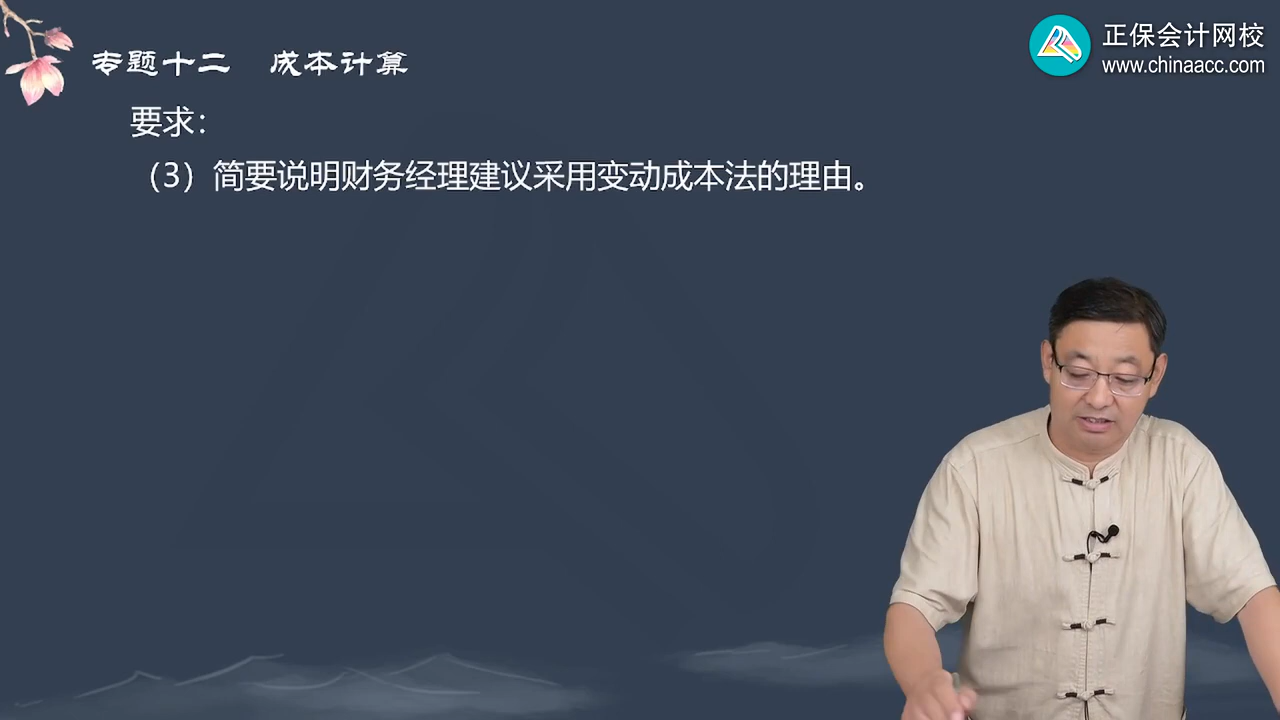 正保会计网校
www.chinaacc.com
专题十二 成本计算
要求：
（3）简要说明财务经理建议采用变动成本法的理由。